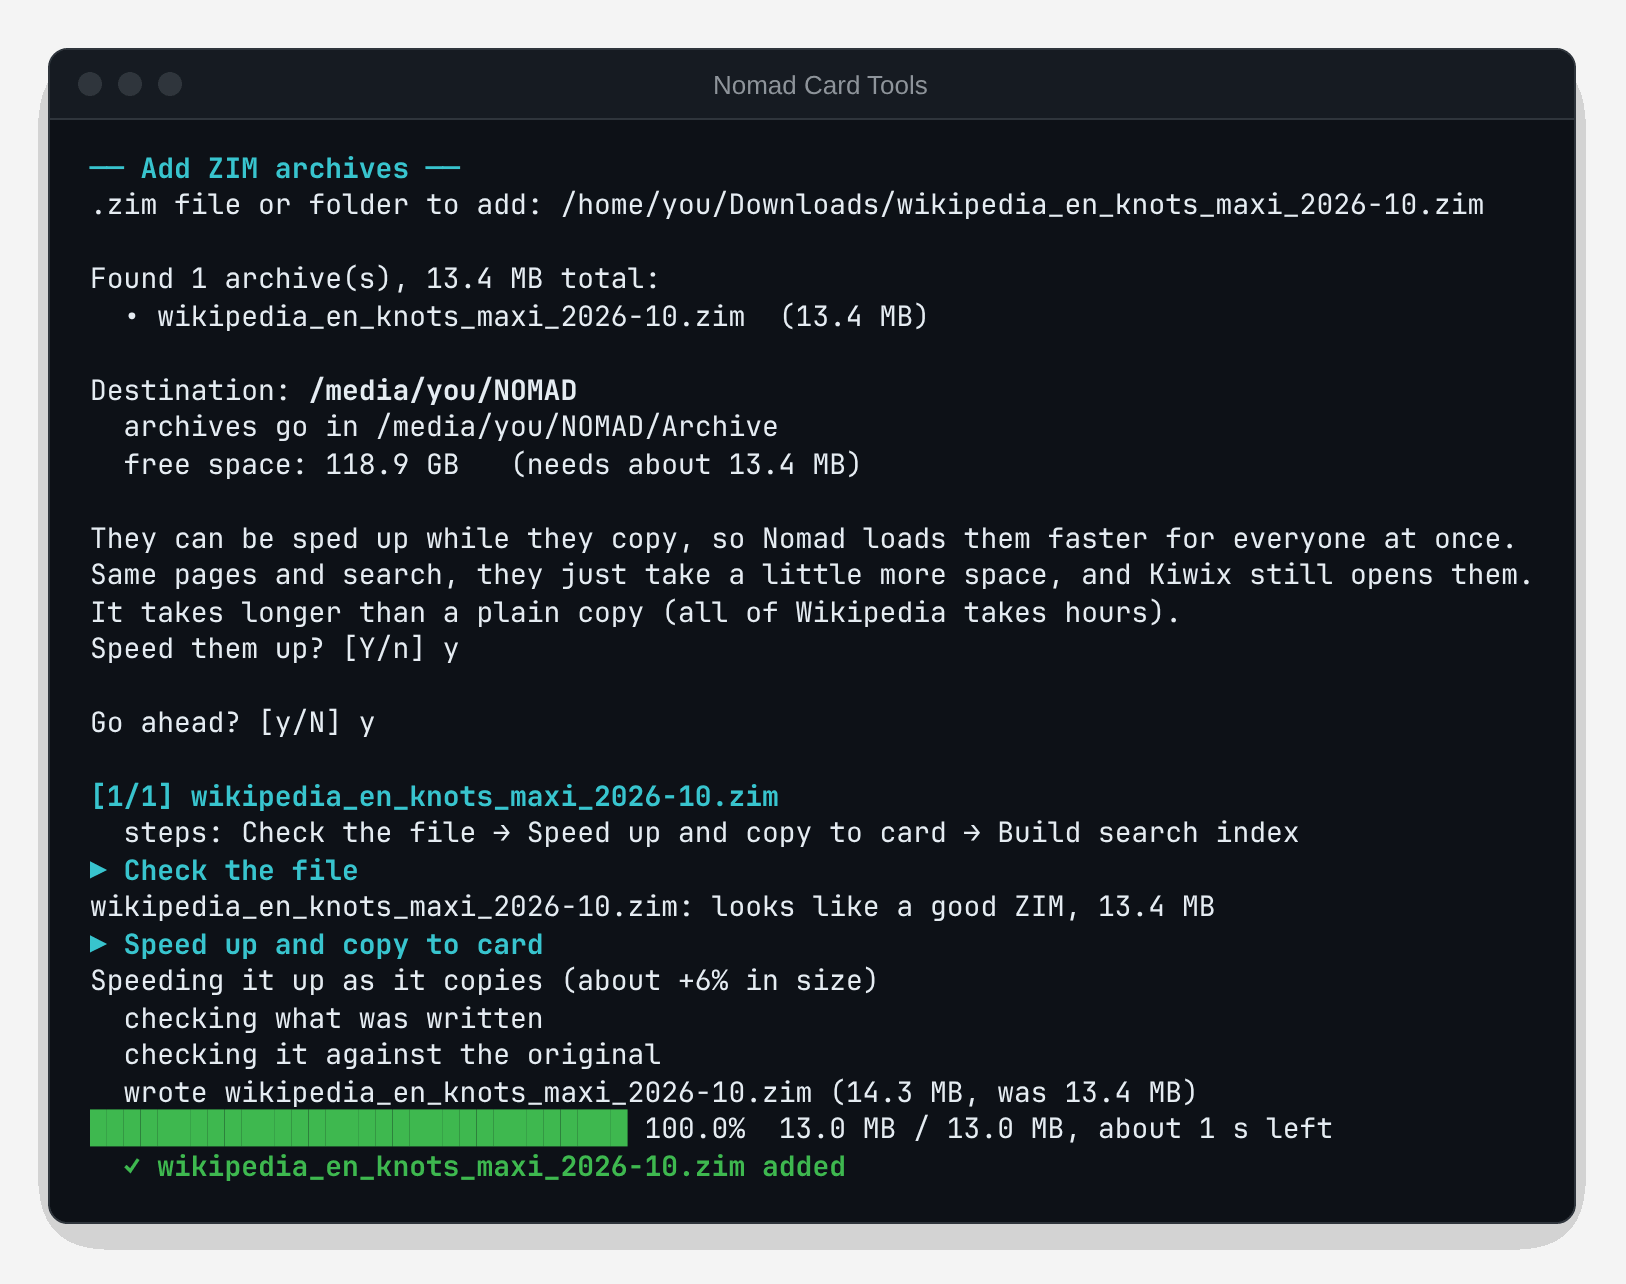 Nomad Card Tools
── Add ZIM archives ──
.zim file or folder to add: /home/you/Downloads/wikipedia_en_knots_maxi_2026-10.zim
Found 1 archive(s), 13.4 MB total:
• wikipedia_en_knots_maxi_2026-10.zim  (13.4 MB)
Destination: /media/you/NOMAD
archives go in /media/you/NOMAD/Archive
free space: 118.9 GB   (needs about 13.4 MB)
They can be sped up while they copy, so Nomad loads them faster for everyone at once.
Same pages and search, they just take a little more space, and Kiwix still opens them.
It takes longer than a plain copy (all of Wikipedia takes hours).
Speed them up? [Y/n] y
Go ahead? [y/N] y
[1/1] wikipedia_en_knots_maxi_2026-10.zim
steps: Check the file → Speed up and copy to card → Build search index
▶ Check the file
wikipedia_en_knots_maxi_2026-10.zim: looks like a good ZIM, 13.4 MB
▶ Speed up and copy to card
Speeding it up as it copies (about +6% in size)
checking what was written
checking it against the original
wrote wikipedia_en_knots_maxi_2026-10.zim (14.3 MB, was 13.4 MB)
100.0%  13.0 MB / 13.0 MB, about 1 s left
✓ wikipedia_en_knots_maxi_2026-10.zim added